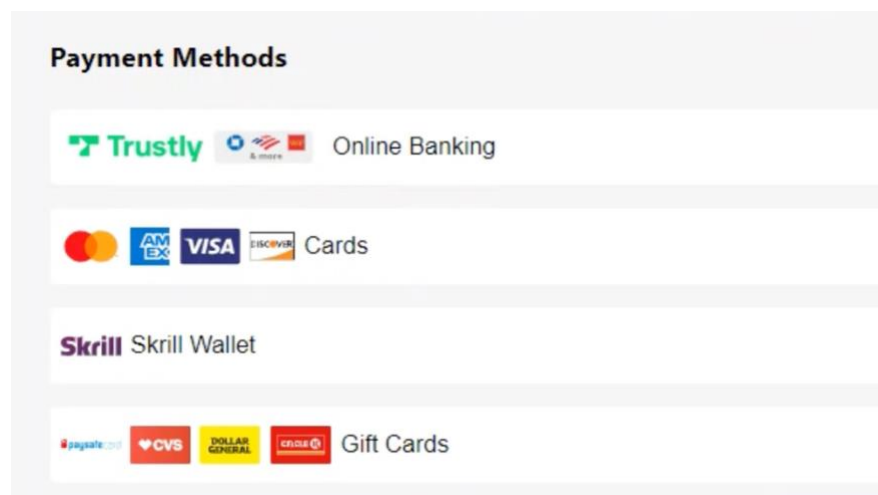 Payment Methods
Trustly & more Online Banking
AM EX VISA DISCOVER Cards
Skrill Skrill Wallet
paysafecard CVS DOLLAR GENERAL CIRCLE K Gift Cards